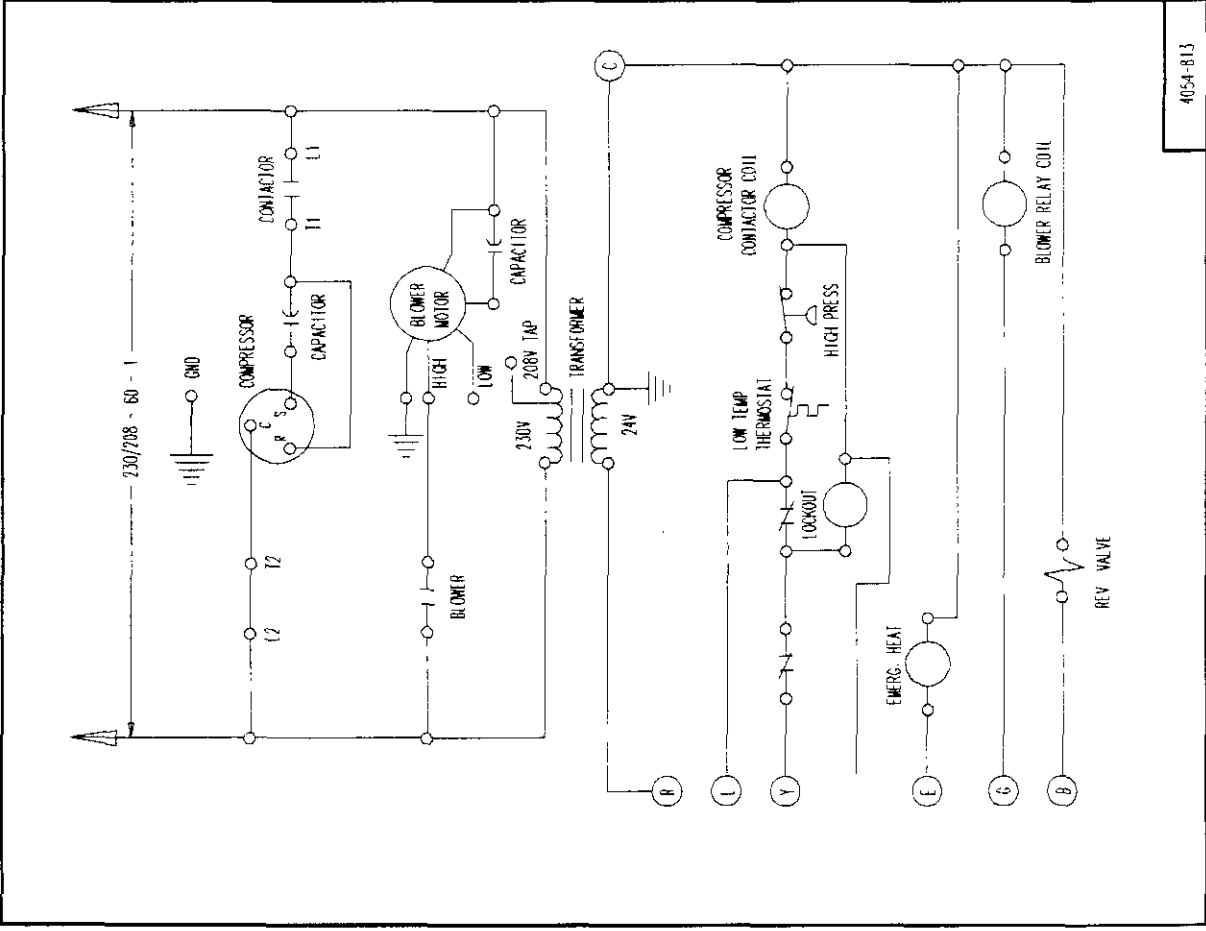 230/208 - 60 - 1
GND
COMPRESSOR
CONTACTOR
L2
T2
C
R
S
CAPACITOR
T1
L1
BLOWER
MOTOR
HIGH
BLOWER
LOW
CAPACITOR
230V
208V TAP
TRANSFORMER
24V
C
R
L
COMPRESSOR
CONTACTOR COIL
LOW TEMP
THERMOSTAT
Y
LOCKOUT
HIGH PRESS
EMERG. HEAT
E
G
BLOWER RELAY COIL
B
REV VALVE
4054-813